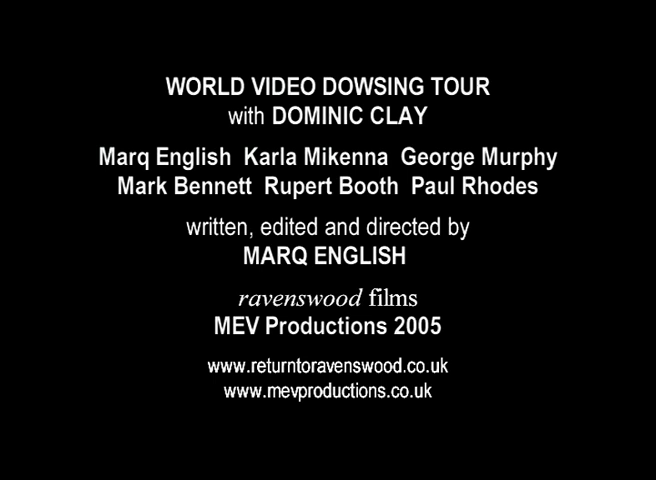 WORLD VIDEO DOWSING TOUR
with DOMINIC CLAY
Marq English Karla Mikenna George Murphy
Mark Bennett Rupert Booth Paul Rhodes
written, edited and directed by
MARQ ENGLISH
ravenswood films
MEV Productions 2005
www.returntoravenswood.co.uk
www.mevproductions.co.uk